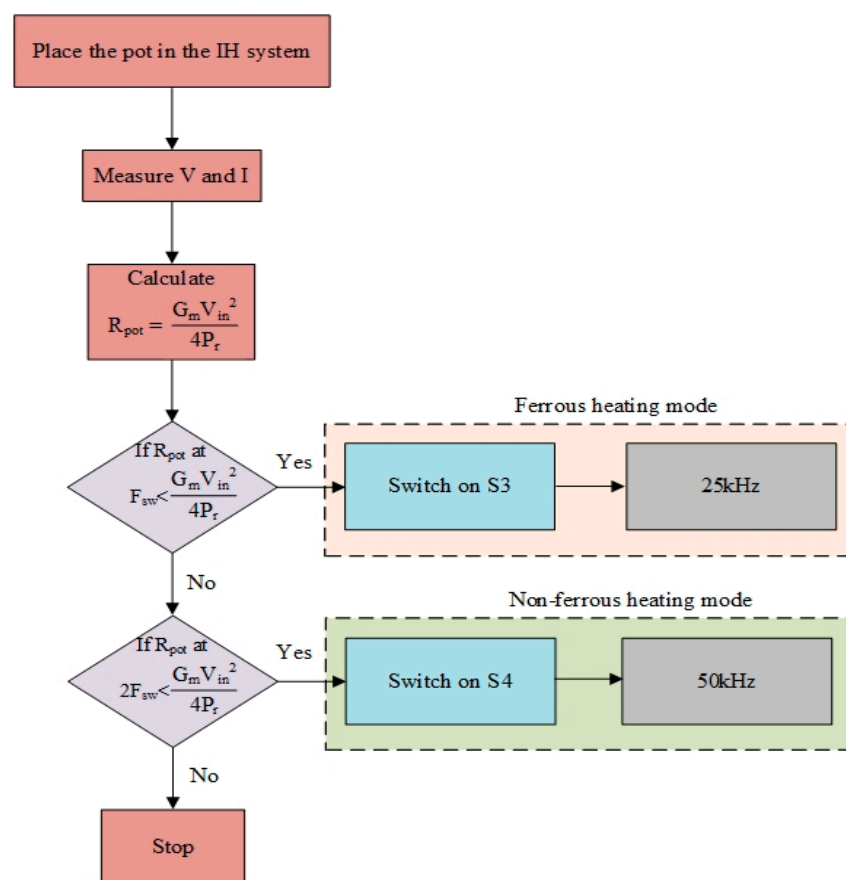 Place the pot in the IH system
Measure V and I
Calculate
R_pot = G_m V_in^2 / 4P_r
If R_pot at
F_sw < G_m V_in^2 / 4P_r
Yes
Ferrous heating mode
Switch on S3
25kHz
No
If R_pot at
2F_sw < G_m V_in^2 / 4P_r
Yes
Non-ferrous heating mode
Switch on S4
50kHz
No
Stop